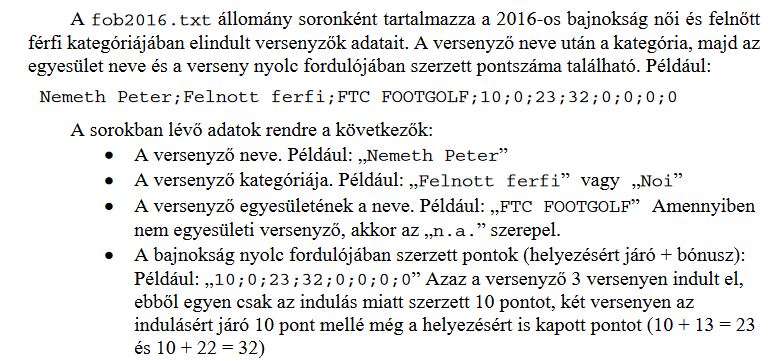 A fob2016.txt állomány soronként tartalmazza a 2016-os bajnokság női és felnőtt
férfi kategóriájában elindult versenyzők adatait. A versenyző neve után a kategória, majd az
egyesület neve és a verseny nyolc fordulójában szerzett pontszáma található. Például:
Nemeth Peter;Felnott ferfi;FTC FOOTGOLF;10;0;23;32;0;0;0;0
A sorokban lévő adatok rendre a következők:
• A versenyző neve. Például: „Nemeth Peter”
• A versenyző kategóriája. Például: „Felnott ferfi” vagy „Noi”
• A versenyző egyesületének a neve. Például: „FTC FOOTGOLF” Amennyiben
nem egyesületi versenyző, akkor az „n.a.” szerepel.
• A bajnokság nyolc fordulójában szerzett pontok (helyezésért járó + bónusz):
Például: „10;0;23;32;0;0;0;0” Azaz a versenyző 3 versenyen indult el,
ebből egyen csak az indulás miatt szerzett 10 pontot, két versenyen az
indulásért járó 10 pont mellé még a helyezésért is kapott pontot (10 + 13 = 23
és 10 + 22 = 32)